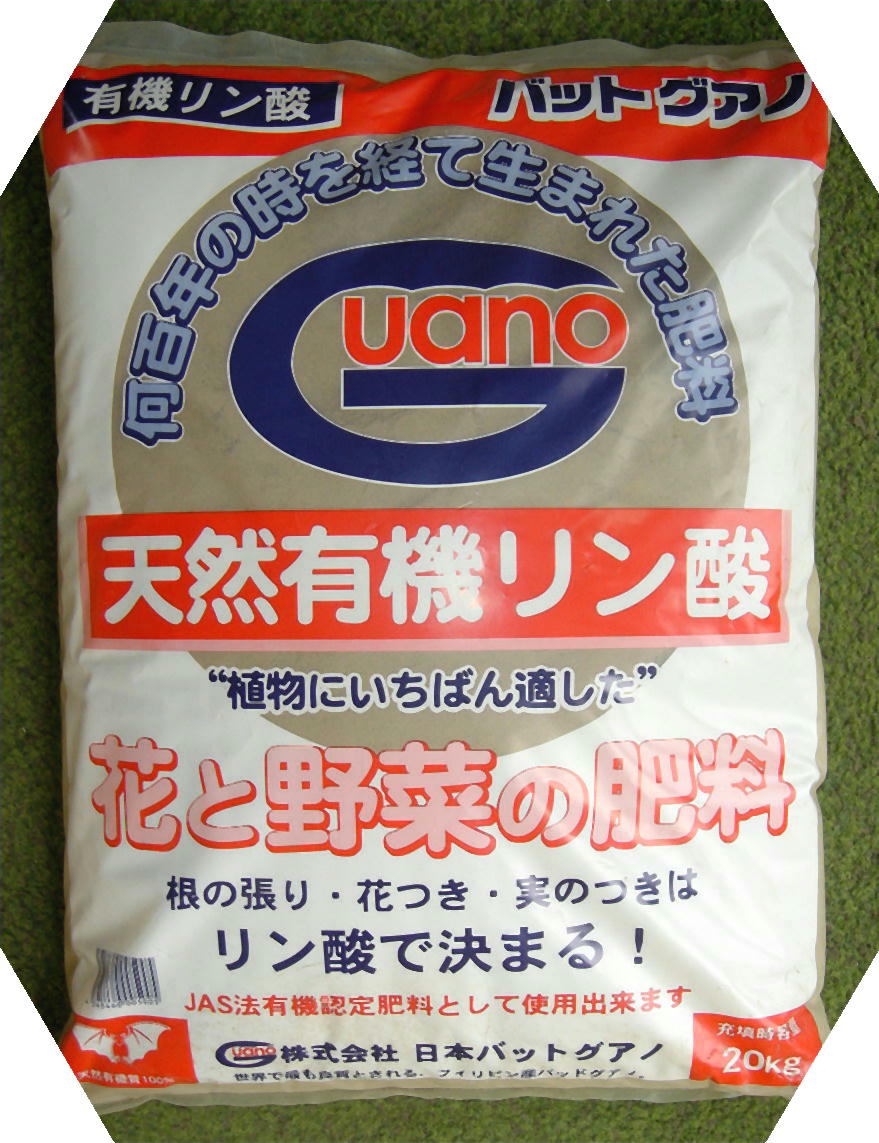 有機リン酸
バットグアノ
何百年の時を経て生まれた肥料
Guano
天然有機リン酸
“植物にいちばん適した”
花と野菜の肥料
根の張り・花つき・実のつきは
リン酸で決まる!
JAS法有機認定肥料として使用出来ます
天然有機質100%
Guano 株式会社 日本バットグアノ
世界で最も良質とされる、フィリピン産バッドグアノ。
充填時容量
20kg